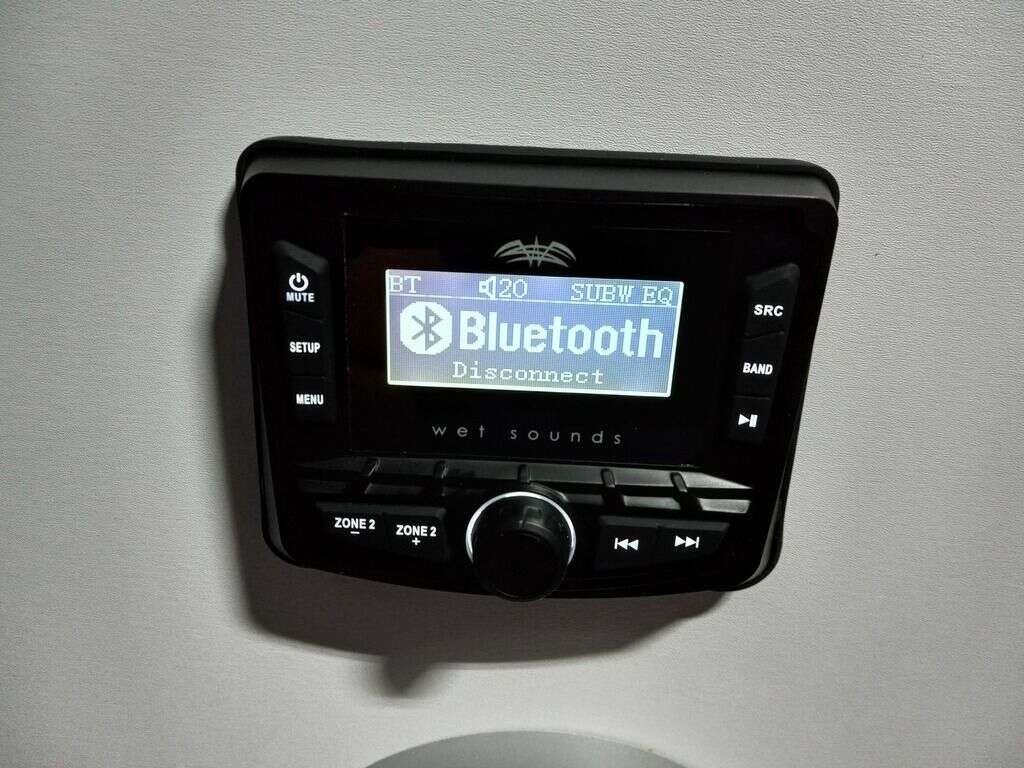 BT 20 SUBW EQ
Bluetooth
Disconnect
wet sounds
MUTE
SETUP
MENU
SRC
BAND
ZONE 2
-
ZONE 2
+